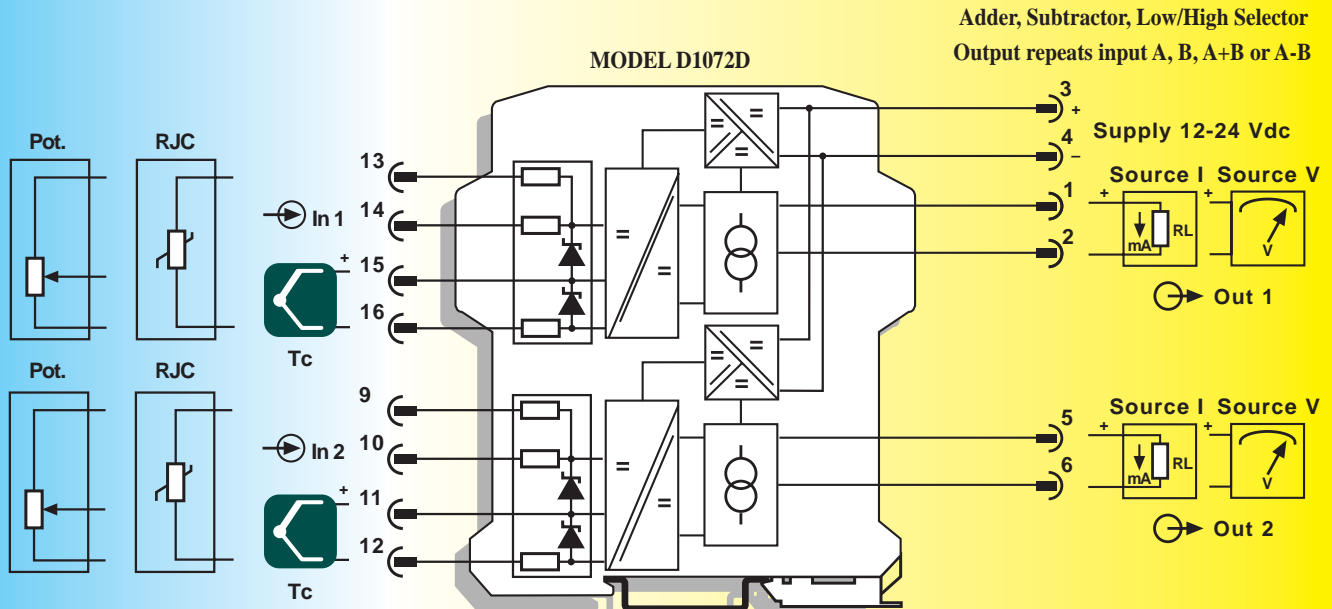 Adder, Subtractor, Low/High Selector
Output repeats input A, B, A+B or A-B
MODEL D1072D
3
+
Supply 12-24 Vdc
4
–
Pot.
RJC
13
14
In 1
15
+
16
Tc
1
2
Source I
Source V
+
+
mA
RL
V
Out 1
Pot.
RJC
9
10
In 2
11
+
12
Tc
5
6
Source I
Source V
+
+
mA
RL
V
Out 2